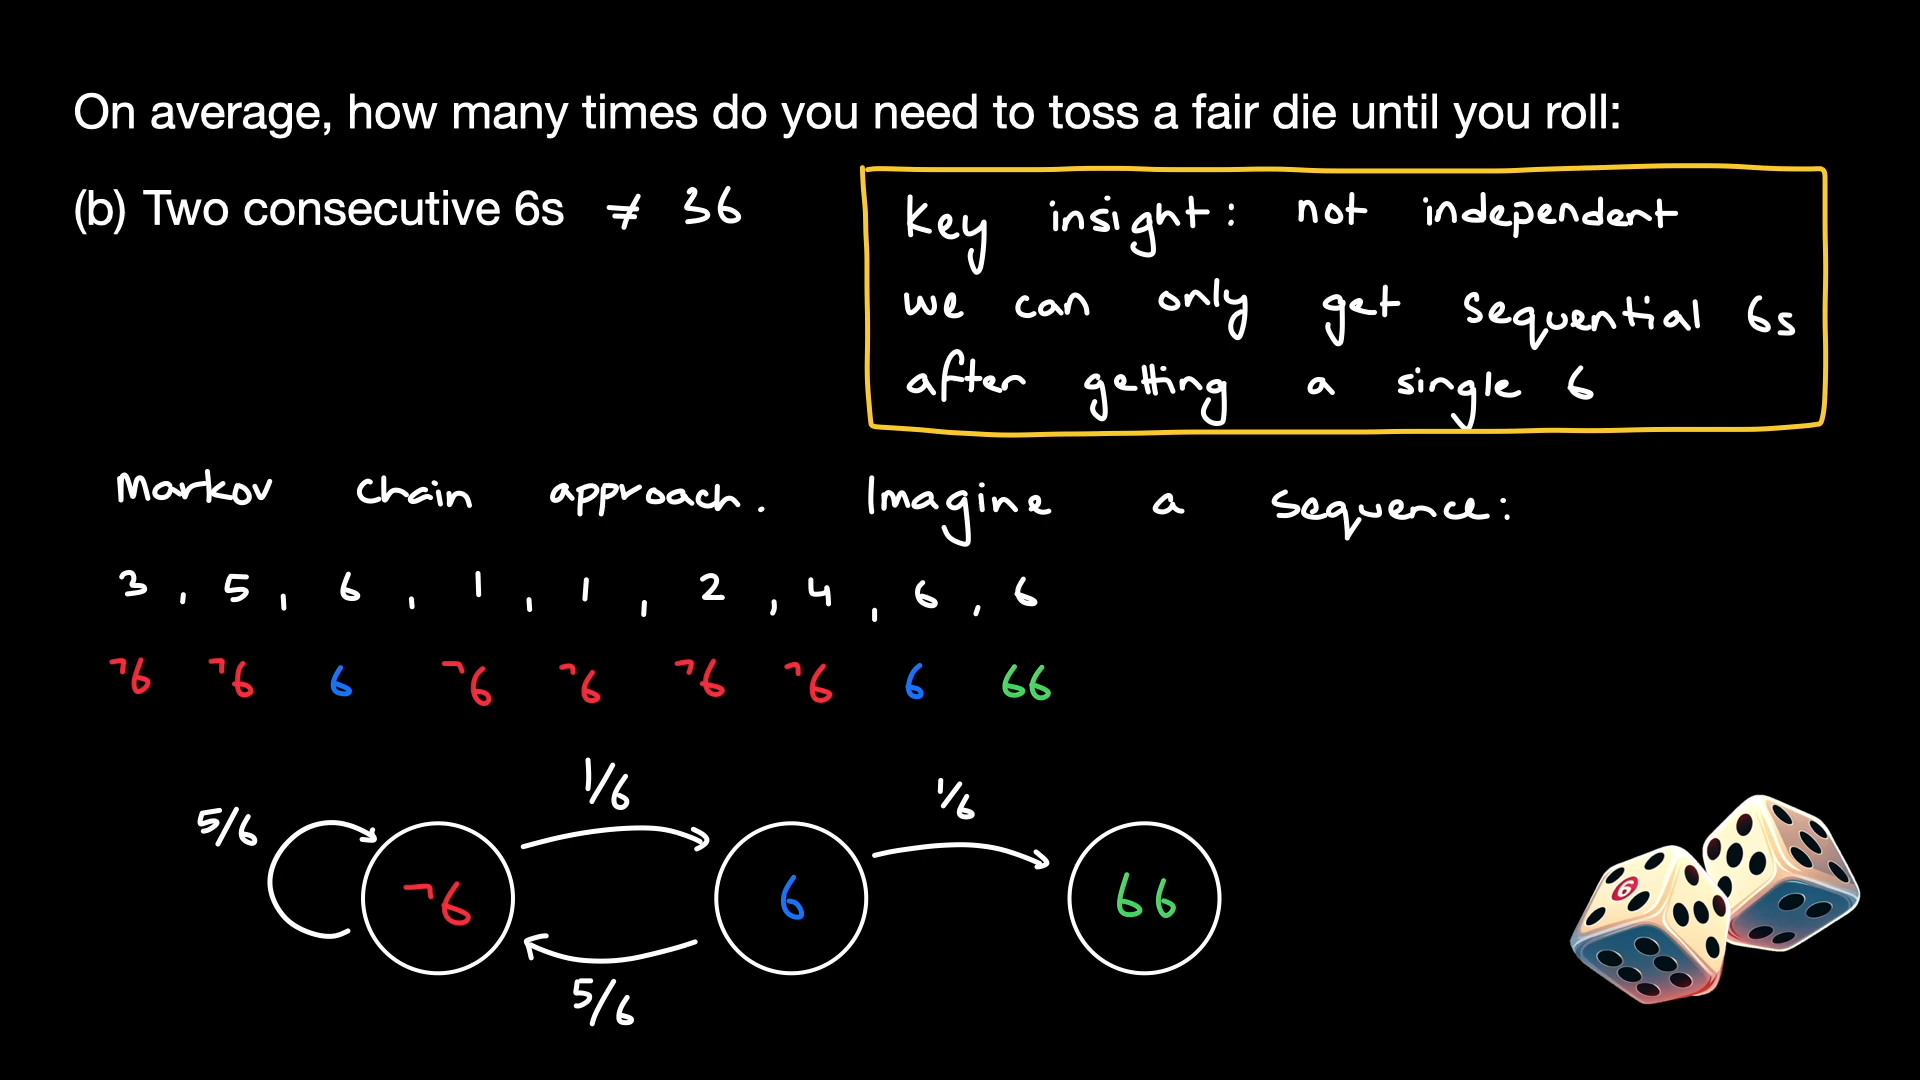 On average, how many times do you need to toss a fair die until you roll:
(b) Two consecutive 6s ≠ 36
Key insight: not independent
we can only get sequential 6s
after getting a single 6
Markov chain approach. Imagine a sequence:
3, 5, 6, 1, 1, 2, 4, 6, 6
¬6 ¬6 6 ¬6 ¬6 ¬6 ¬6 6 66
5/6 1/6 1/6
¬6 6 66
5/6
6